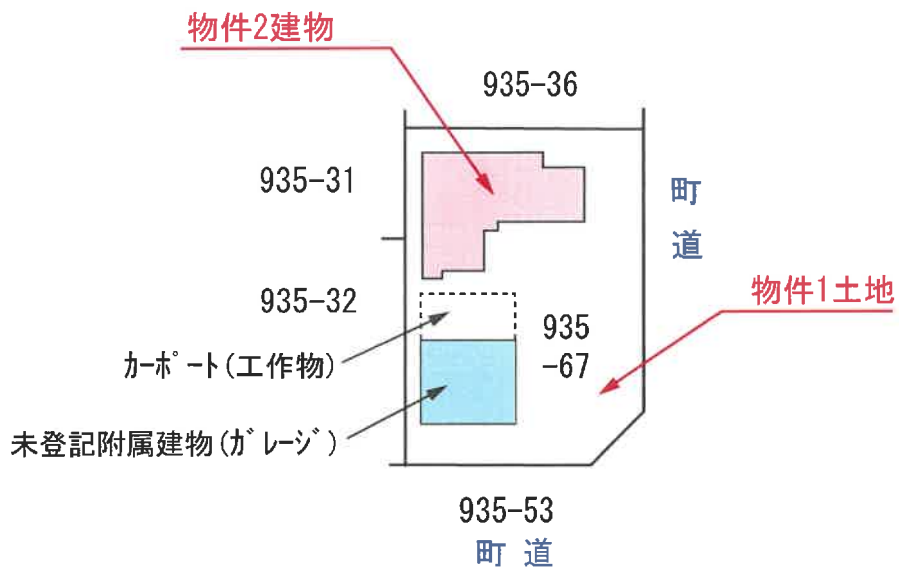 物件2建物
935-36
935-31
町
道
935-32
物件1土地
935
-67
ｶｰﾎﾟｰﾄ(工作物)
未登記附属建物(ｶﾞﾚｰｼﾞ)
935-53
町 道